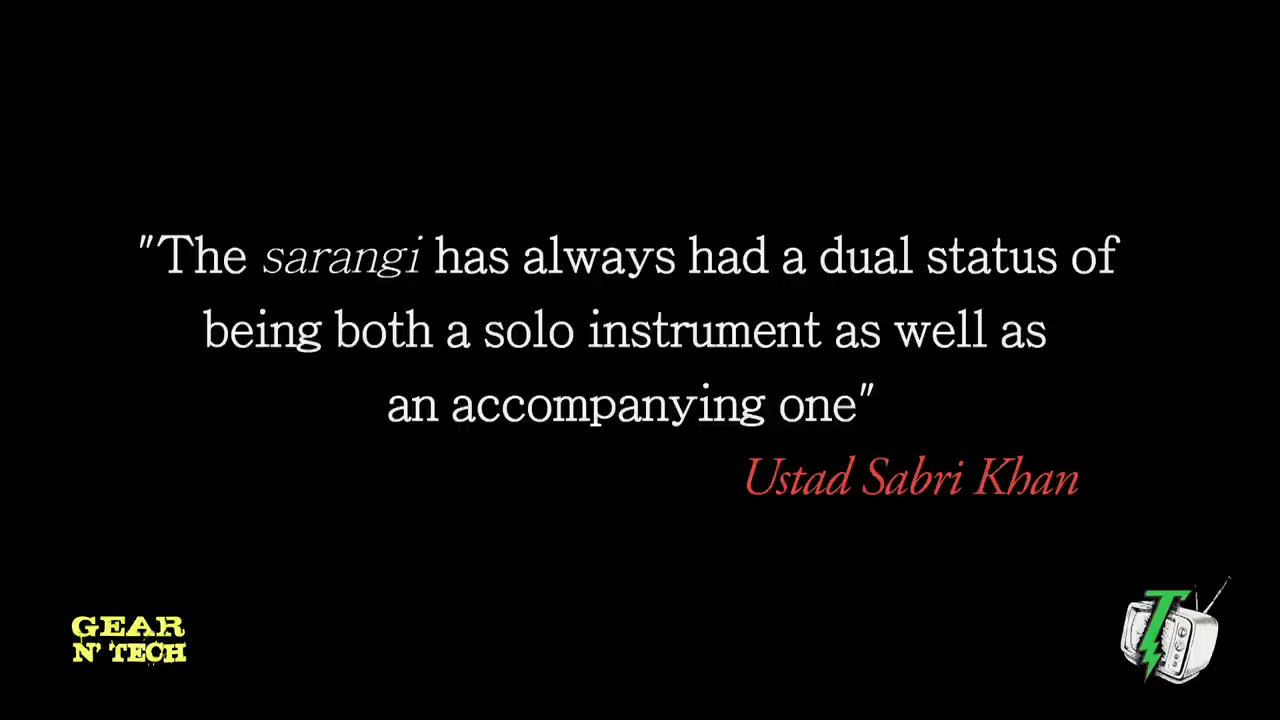 "The sarangi has always had a dual status of
being both a solo instrument as well as
an accompanying one"
Ustad Sabri Khan
GEAR
N' TECH
T